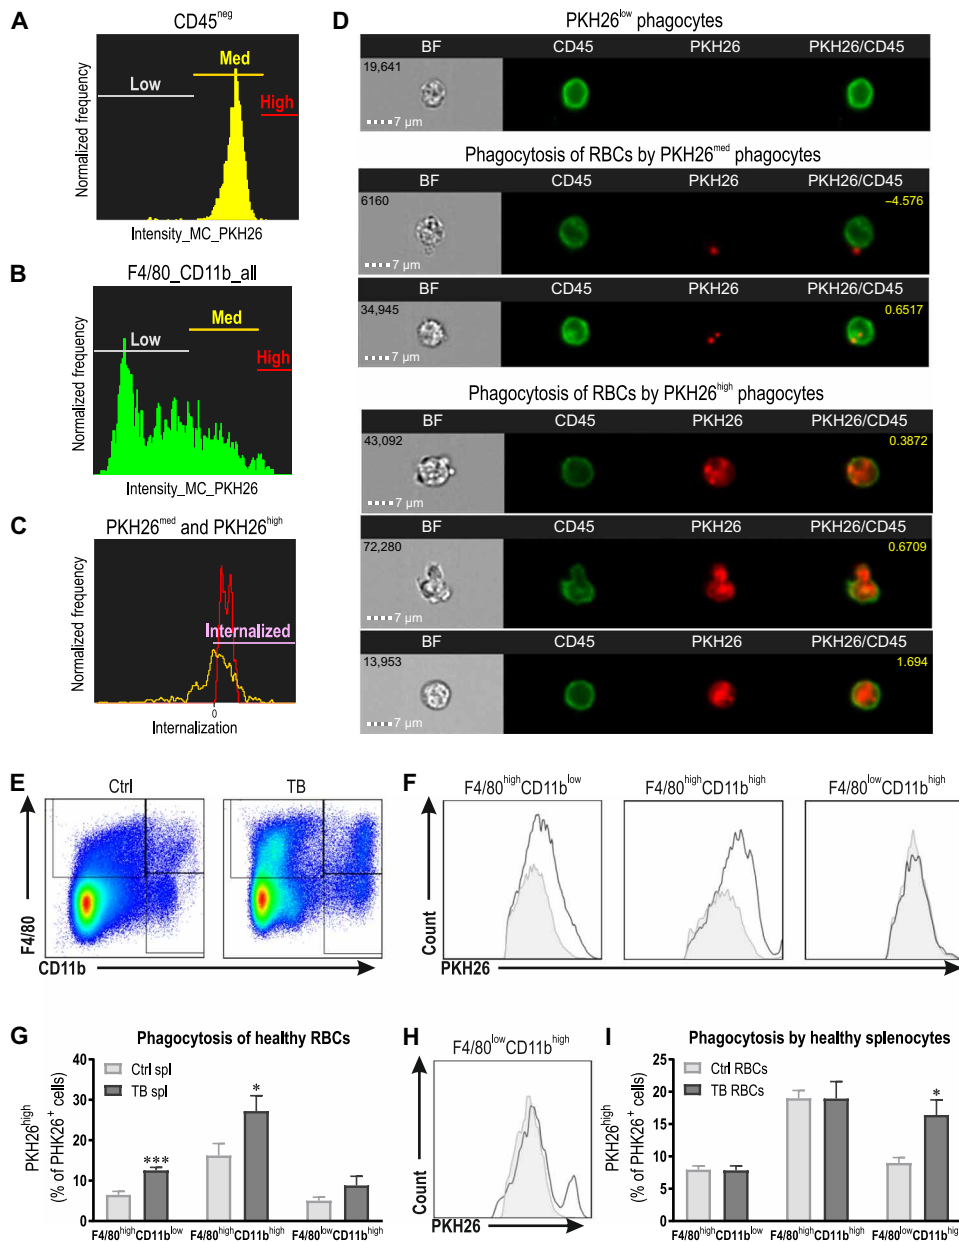 A
CD45neg
Normalized frequency
Low
Med
High
Intensity_MC_PKH26
B
F4/80_CD11b_all
Normalized frequency
Low
Med
High
Intensity_MC_PKH26
C
PKH26med and PKH26high
Normalized frequency
Internalized
0
Internalization
D
PKH26low phagocytes
BF CD45 PKH26 PKH26/CD45
19,641
7 µm
Phagocytosis of RBCs by PKH26med phagocytes
BF CD45 PKH26 PKH26/CD45
6160 −4.576
7 µm
BF CD45 PKH26 PKH26/CD45
34,945 0.6517
7 µm
Phagocytosis of RBCs by PKH26high phagocytes
BF CD45 PKH26 PKH26/CD45
43,092 0.3872
7 µm
BF CD45 PKH26 PKH26/CD45
72,280 0.6709
7 µm
BF CD45 PKH26 PKH26/CD45
13,953 1.694
7 µm
E
Ctrl TB
F4/80
CD11b
F
F4/80highCD11blow F4/80highCD11bhigh F4/80lowCD11bhigh
Count
PKH26
G
Phagocytosis of healthy RBCs
PKH26high
(% of PHK26+ cells)
40
30
20
10
0
Ctrl spl
TB spl
***
*
F4/80highCD11blow F4/80highCD11bhigh F4/80lowCD11bhigh
H
F4/80lowCD11bhigh
Count
PKH26
I
Phagocytosis by healthy splenocytes
PKH26high
(% of PHK26+ cells)
25
20
15
10
5
0
Ctrl RBCs
TB RBCs
*
F4/80highCD11blow F4/80highCD11bhigh F4/80lowCD11bhigh